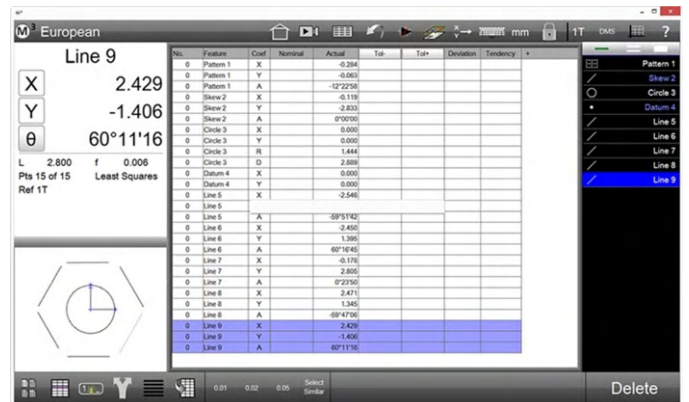 M³ European
mm
1T
DMS
?
Line 9
X 2.429
Y -1.406
θ 60°11'16
L 2.800 f 0.006
Pts 15 of 15 Least Squares
Ref 1T
No. Feature Coef Nominal Actual Tol- Tol+ Deviation Tendency +
0 Pattern 1 X -0.284
0 Pattern 1 Y -0.063
0 Pattern 1 A -12°22'58
0 Skew 2 X -0.119
0 Skew 2 Y -2.833
0 Skew 2 A 0°00'00
0 Circle 3 X 0.000
0 Circle 3 Y 0.000
0 Circle 3 R 1.444
0 Circle 3 D 2.889
0 Datum 4 X 0.000
0 Datum 4 Y 0.000
0 Line 5 X -2.546
0 Line 5
0 Line 5 A -59°51'42
0 Line 6 X -2.450
0 Line 6 Y 1.395
0 Line 6 A 60°16'45
0 Line 7 X -0.178
0 Line 7 Y 2.805
0 Line 7 A 0°23'50
0 Line 8 X 2.471
0 Line 8 Y 1.345
0 Line 8 A -59°47'06
0 Line 9 X 2.429
0 Line 9 Y -1.406
0 Line 9 A 60°11'16
Pattern 1
Skew 2
Circle 3
Datum 4
Line 5
Line 6
Line 7
Line 8
Line 9
0.01 0.02 0.05 Select Similar
Delete